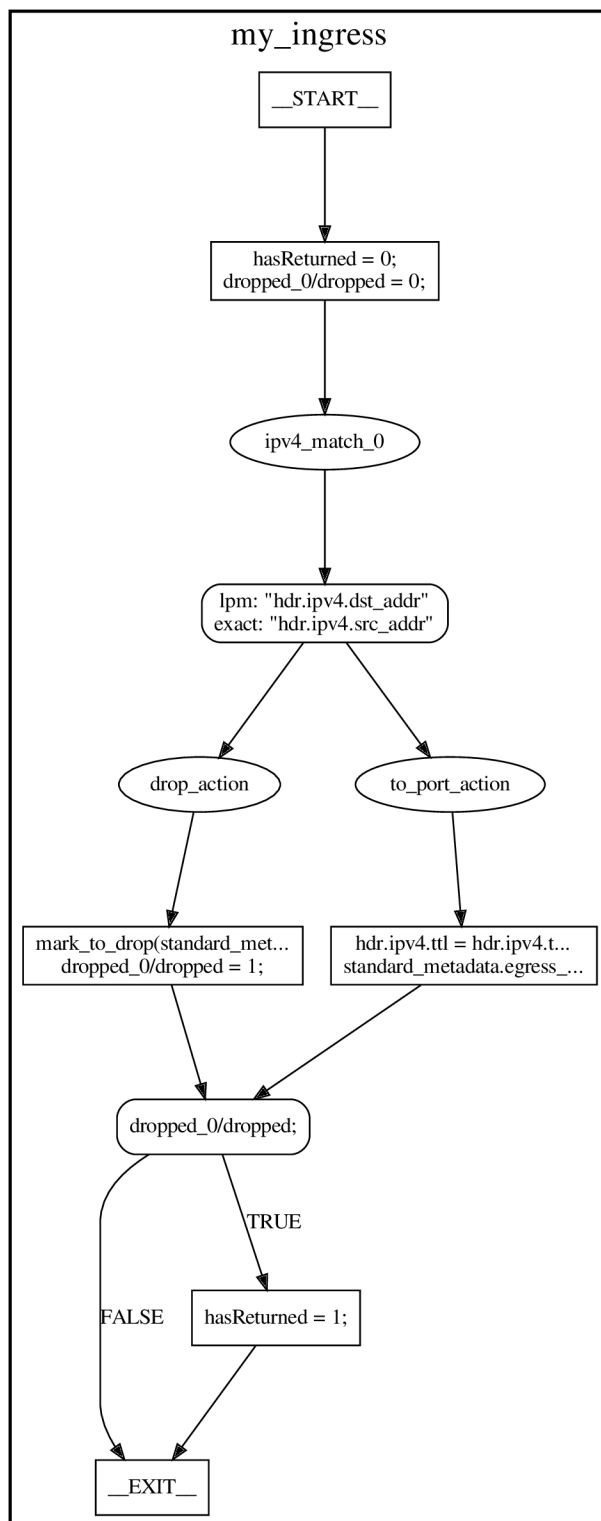 my_ingress
__START__
hasReturned = 0;
dropped_0/dropped = 0;
ipv4_match_0
lpm: "hdr.ipv4.dst_addr"
exact: "hdr.ipv4.src_addr"
drop_action
to_port_action
mark_to_drop(standard_met...
dropped_0/dropped = 1;
hdr.ipv4.ttl = hdr.ipv4.t...
standard_metadata.egress_...
dropped_0/dropped;
TRUE
FALSE
hasReturned = 1;
__EXIT__